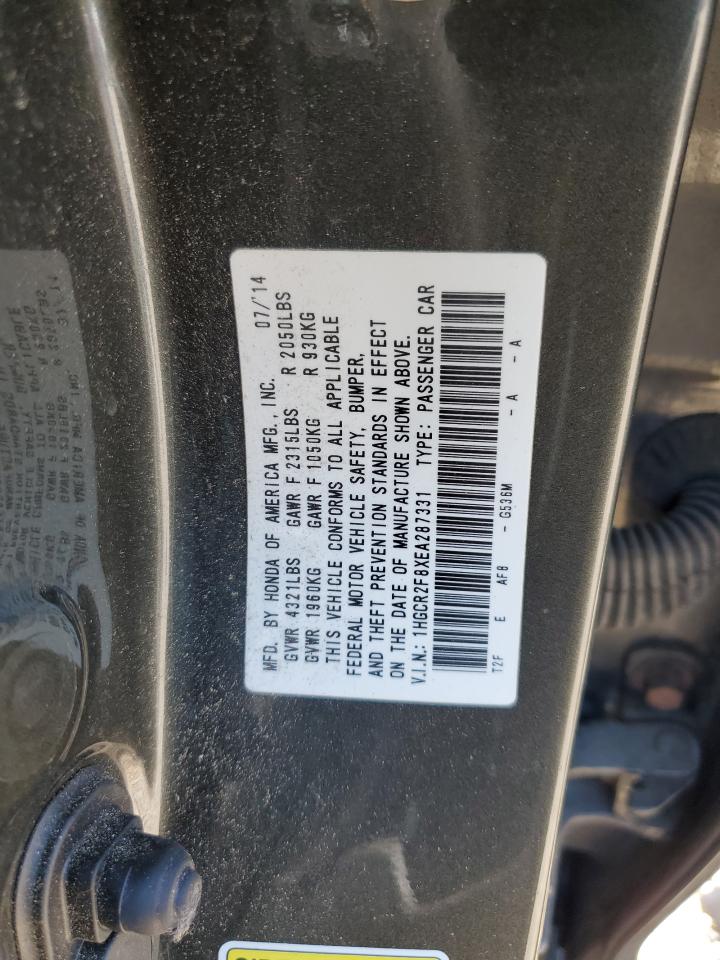 MFD. BY HONDA OF AMERICA MFG., INC. 07/'14
GVWR 4321LBS GAWR F 2315LBS R 2050LBS
GVWR 1960KG GAWR F 1050KG R 930KG
THIS VEHICLE CONFORMS TO ALL APPLICABLE
FEDERAL MOTOR VEHICLE SAFETY, BUMPER,
AND THEFT PREVENTION STANDARDS IN EFFECT
ON THE DATE OF MANUFACTURE SHOWN ABOVE.
V.I.N.: 1HGCR2F8XEA287331 TYPE: PASSENGER CAR
T2F E AF8 - G536M - A - A